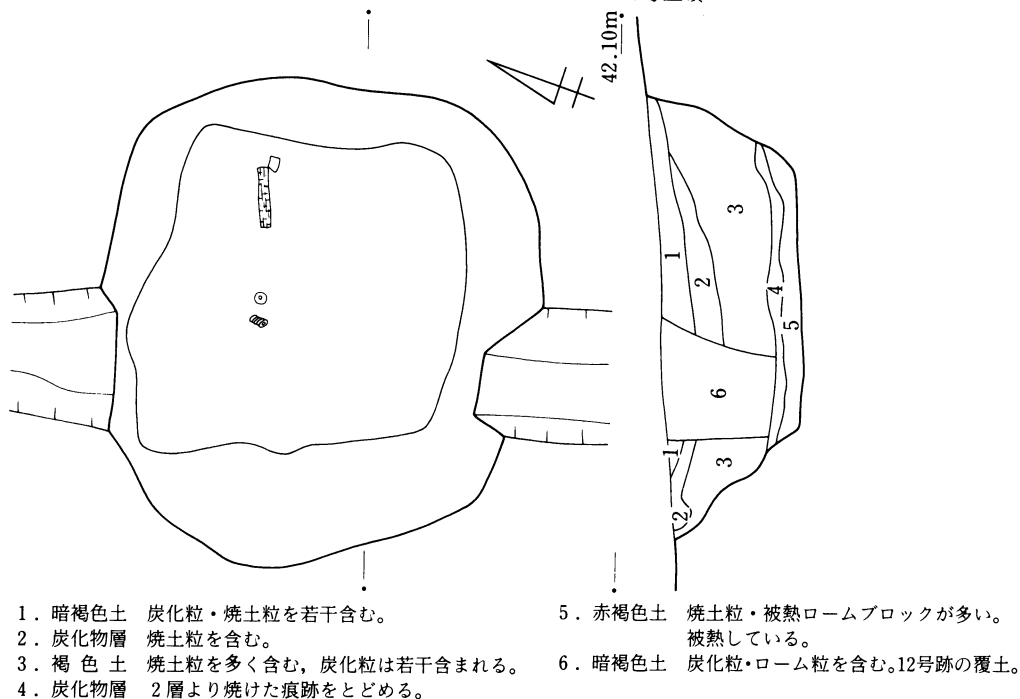 42.10m
1
2
3
4
5
6
1
3
2
1．暗褐色土　炭化粒・焼土粒を若干含む。
2．炭化物層　焼土粒を含む。
3．褐 色 土　焼土粒を多く含む，炭化粒は若干含まれる。
4．炭化物層　2層より焼けた痕跡をとどめる。
5．赤褐色土　焼土粒・被熱ロームブロックが多い。
被熱している。
6．暗褐色土　炭化粒・ローム粒を含む。12号跡の覆土。